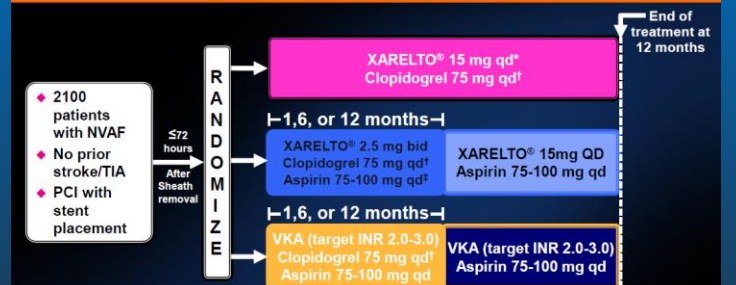 End of
treatment at
12 months
XARELTO® 15 mg qd*
Clopidogrel 75 mg qd†
◆ 2100
patients
with NVAF
◆ No prior
stroke/TIA
◆ PCI with
stent
placement
≤72
hours
After
Sheath
removal
R
A
N
D
O
M
I
Z
E
1,6, or 12 months
XARELTO® 2.5 mg bid
Clopidogrel 75 mg qd†
Aspirin 75-100 mg qd‡
XARELTO® 15mg QD
Aspirin 75-100 mg qd
1,6, or 12 months
VKA (target INR 2.0-3.0)
Clopidogrel 75 mg qd†
Aspirin 75-100 mg qd
VKA (target INR 2.0-3.0)
Aspirin 75-100 mg qd